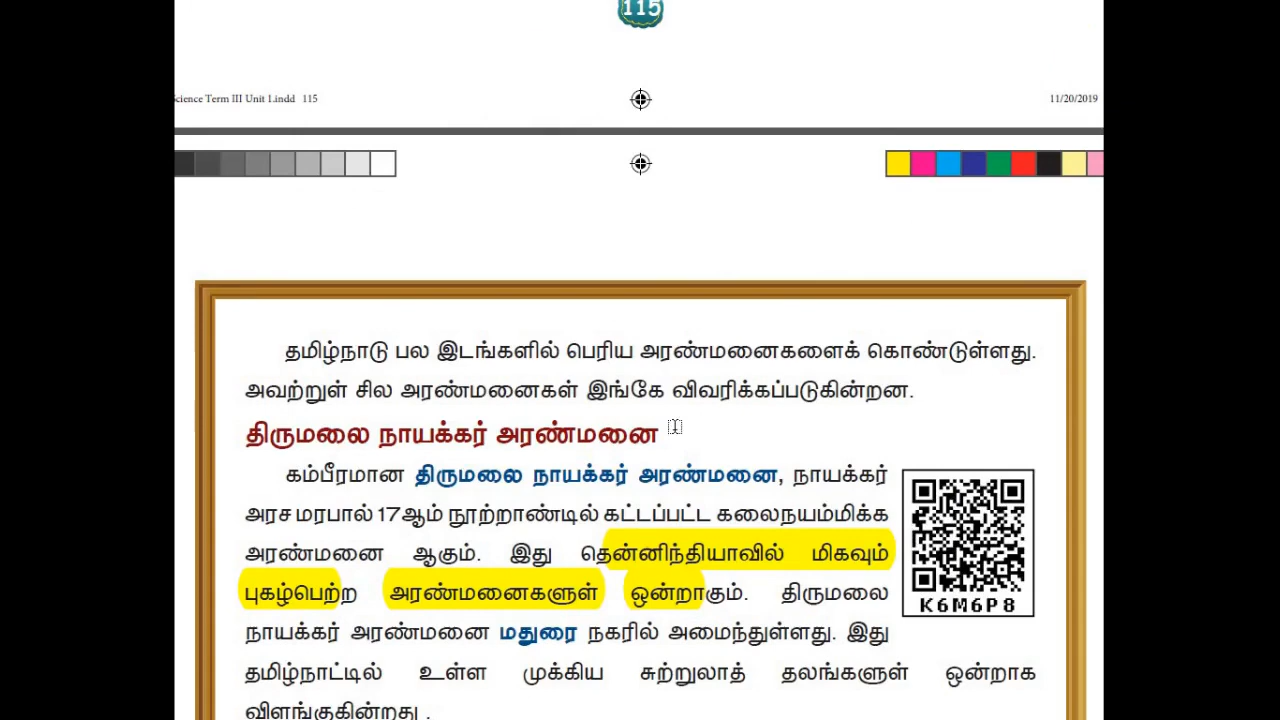 115
Science Term III Unit 1.indd 115
11/20/2019
தமிழ்நாடு பல இடங்களில் பெரிய அரண்மனைகளைக் கொண்டுள்ளது.
அவற்றுள் சில அரண்மனைகள் இங்கே விவரிக்கப்படுகின்றன.
திருமலை நாயக்கர் அரண்மனை
கம்பீரமான திருமலை நாயக்கர் அரண்மனை, நாயக்கர்
அரச மரபால் 17ஆம் நூற்றாண்டில் கட்டப்பட்ட கலைநயம்மிக்க
அரண்மனை ஆகும். இது தென்னிந்தியாவில் மிகவும்
புகழ்பெற்ற அரண்மனைகளுள் ஒன்றாகும். திருமலை
K6M6P8
நாயக்கர் அரண்மனை மதுரை நகரில் அமைந்துள்ளது. இது
தமிழ்நாட்டில் உள்ள முக்கிய சுற்றுலாத் தலங்களுள் ஒன்றாக
விளங்குகின்றது .